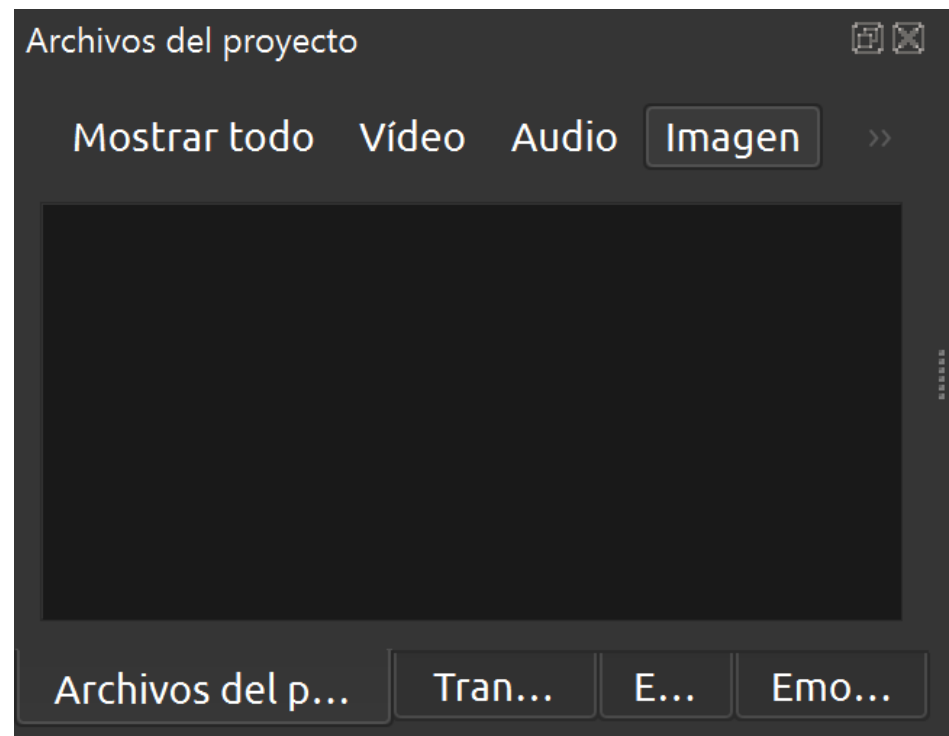 Archivos del proyecto
Mostrar todo Vídeo Audio Imagen »
Archivos del p... Tran... E... Emo...